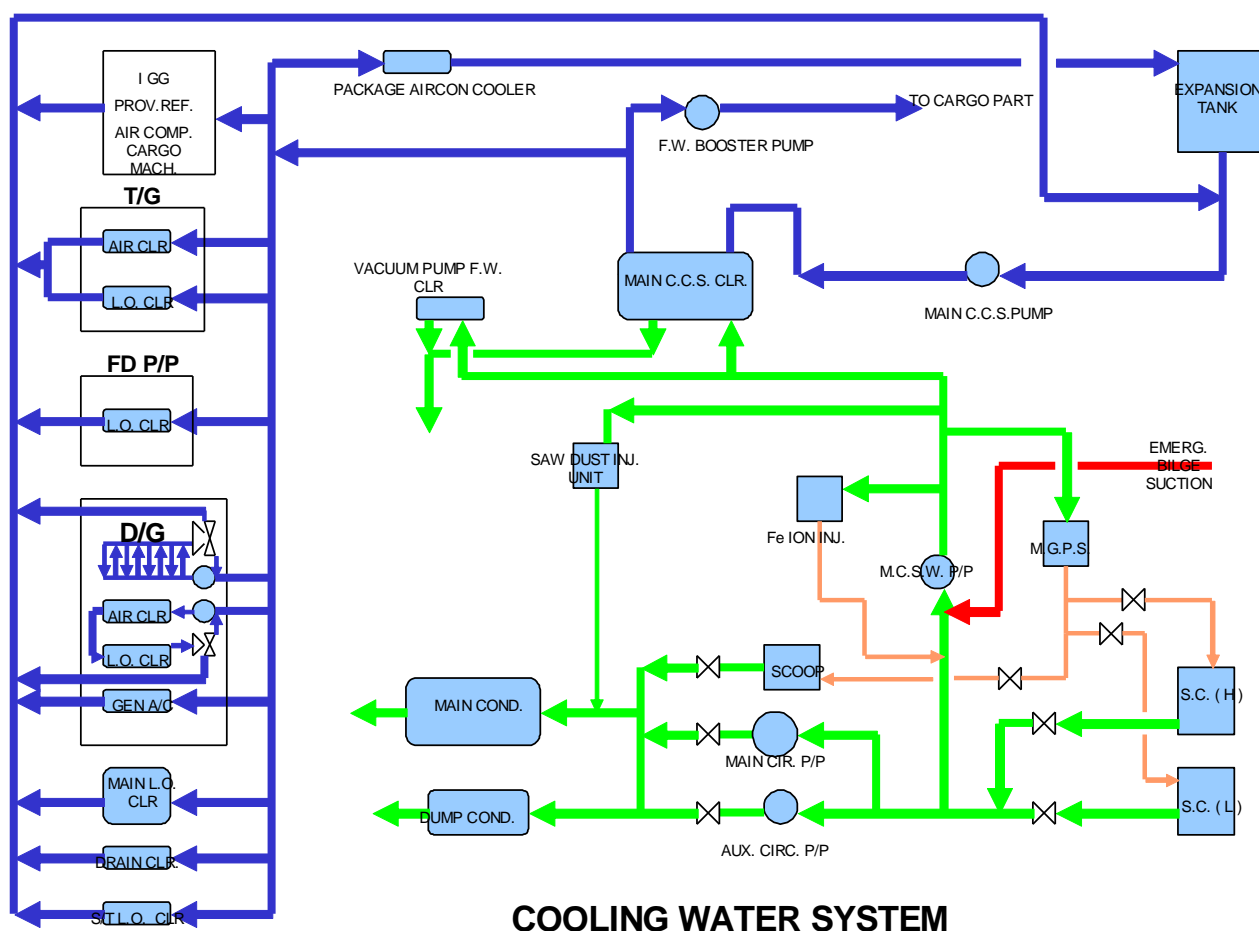 I GG
PROV.REF.
AIR COMP.
CARGO
MACH.
PACKAGE AIRCON COOLER
TO CARGO PART
F.W. BOOSTER PUMP
EXPANSION
TANK
T/G
AIR CLR
L.O. CLR
VACUUM PUMP F.W.
CLR
MAIN C.C.S. CLR.
MAIN C.C.S.PUMP
FD P/P
L.O. CLR
SAW DUST INJ.
UNIT
EMERG.
BILGE
SUCTION
Fe ION INJ.
M.G.P.S.
M.C.S.W. P/P
D/G
AIR CLR
L.O. CLR
GEN A/C
SCOOP
S.C. ( H )
MAIN COND.
MAIN CIR. P/P
MAIN L.O.
CLR
DUMP COND.
S.C. ( L )
AUX. CIRC. P/P
DRAIN CLR.
S/T L.O. CLR
COOLING WATER SYSTEM